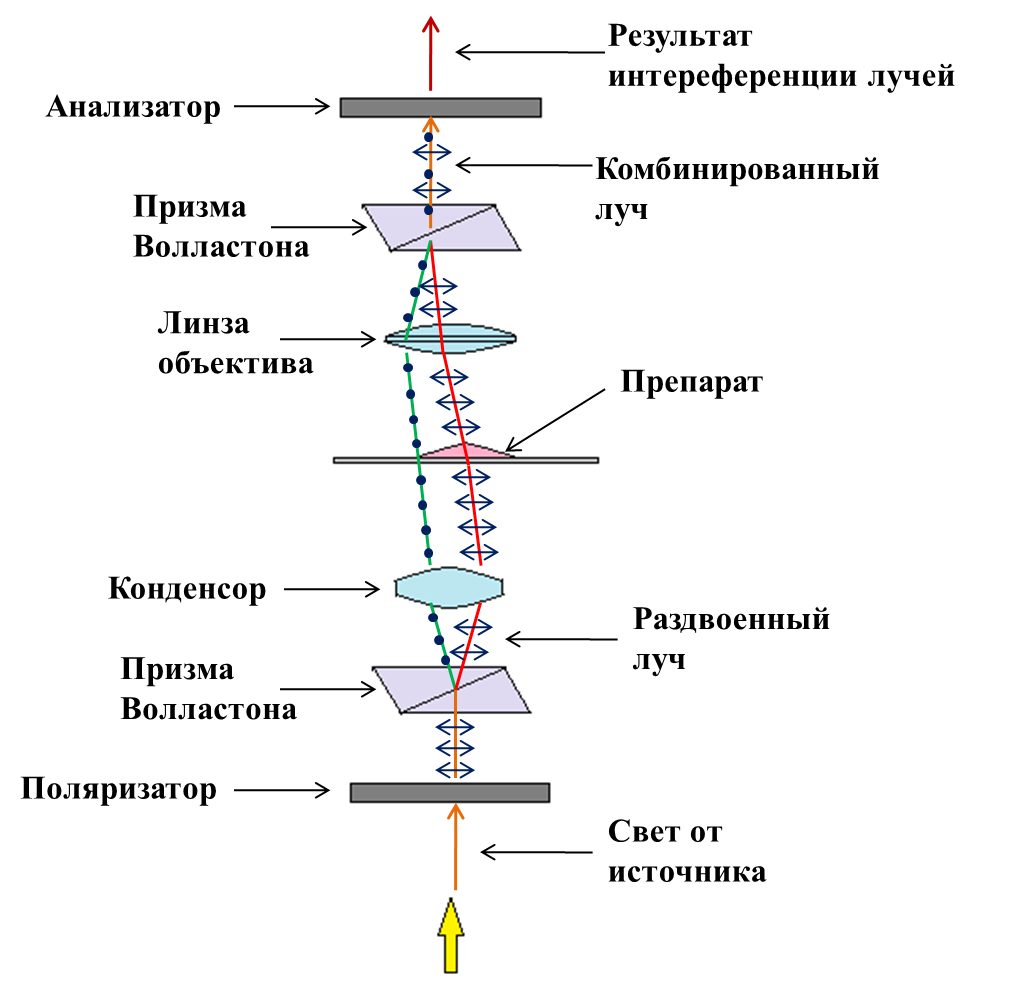 Результат
интереференции лучей
Анализатор
Комбинированный
луч
Призма
Волластона
Линза
объектива
Препарат
Конденсор
Раздвоенный
луч
Призма
Волластона
Поляризатор
Свет от
источника